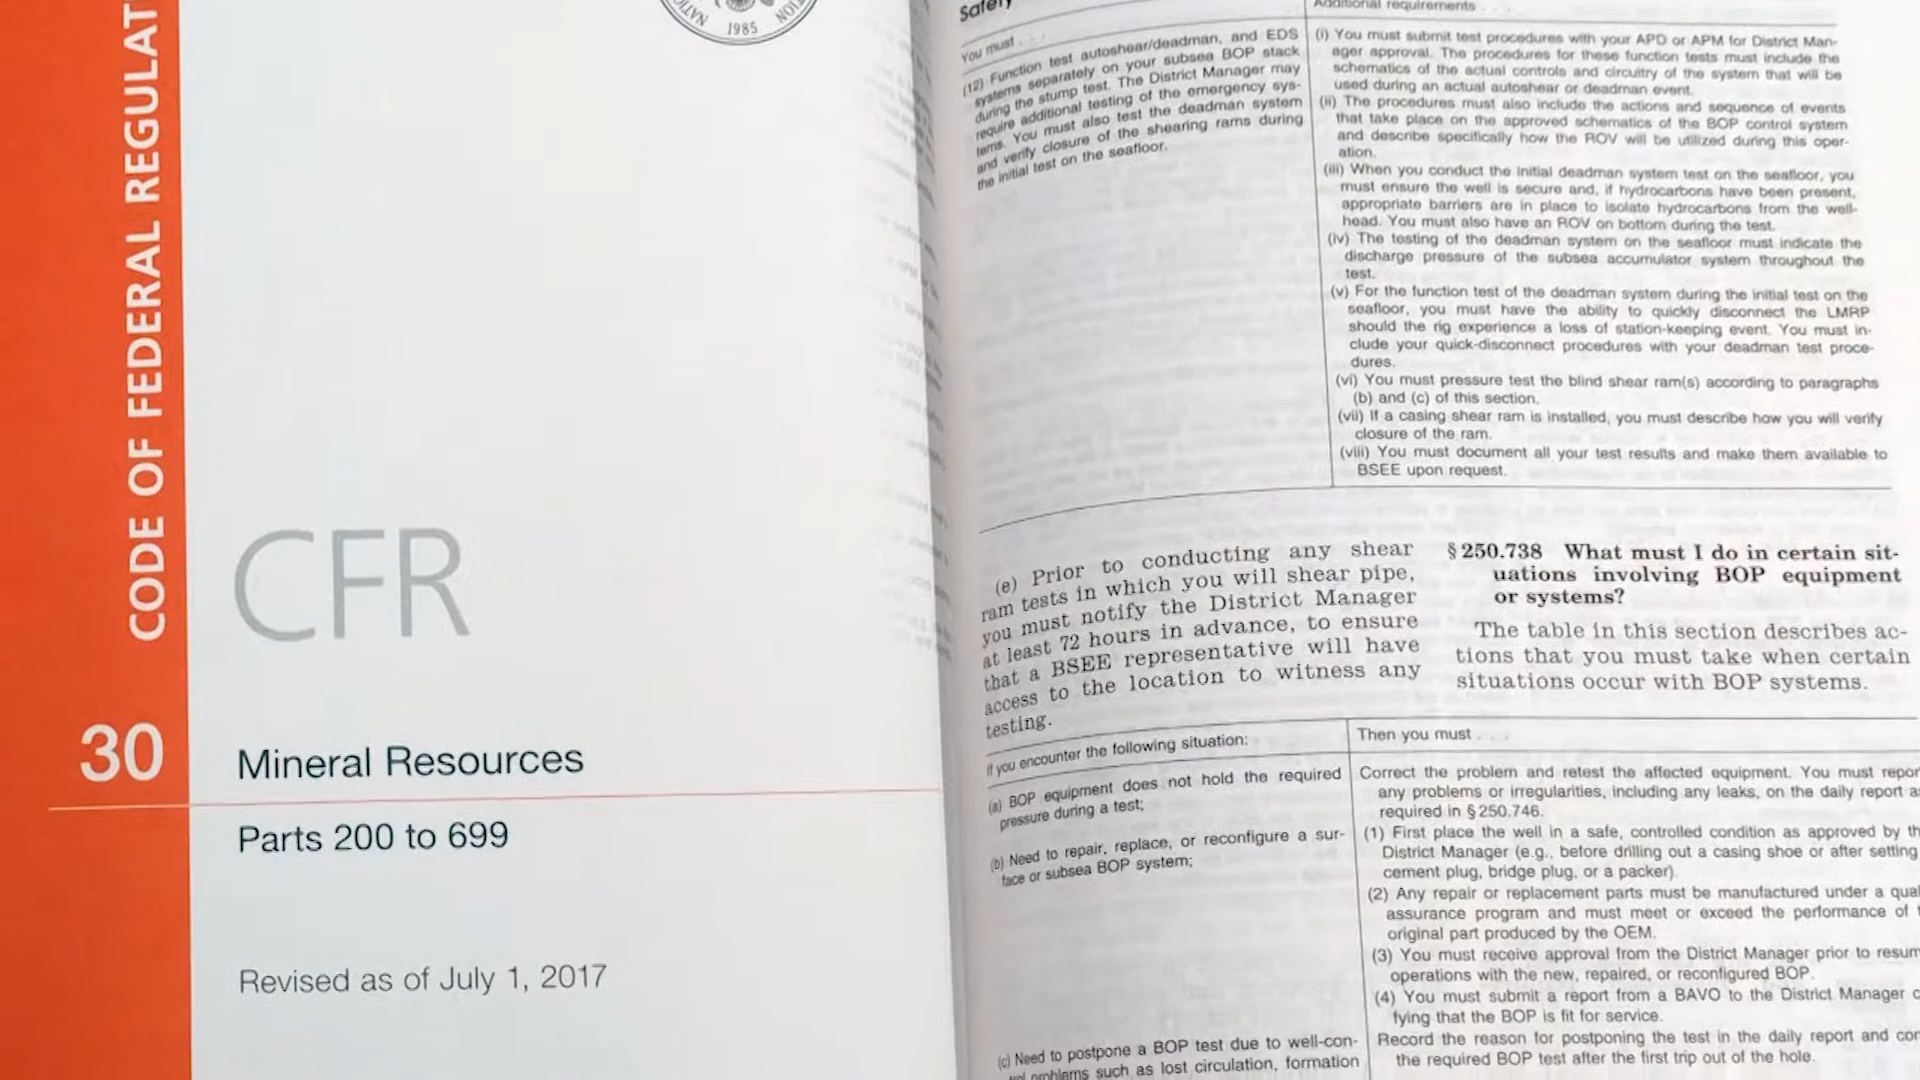 CODE OF FEDERAL REGULAT
NATIO
1985
NATION
CFR
30
Mineral Resources
Parts 200 to 699
Revised as of July 1, 2017
Safety
Additional requirements . . .
You must . . .
(12) Function test autoshear/deadman, and EDS
systems separately on your subsea BOP stack
during the stump test. The District Manager may
require additional testing of the emergency sys-
tems. You must also test the deadman system
and verify closure of the shearing rams during
the initial test on the seafloor.
(i) You must submit test procedures with your APD or APM for District Man-
ager approval. The procedures for these function tests must include the
schematics of the actual controls and circuitry of the system that will be
used during an actual autoshear or deadman event.
(ii) The procedures must also include the actions and sequence of events
that take place on the approved schematics of the BOP control system
and describe specifically how the ROV will be utilized during this oper-
ation.
(iii) When you conduct the initial deadman system test on the seafloor, you
must ensure the well is secure and, if hydrocarbons have been present,
appropriate barriers are in place to isolate hydrocarbons from the well-
head. You must also have an ROV on bottom during the test.
(iv) The testing of the deadman system on the seafloor must indicate the
discharge pressure of the subsea accumulator system throughout the
test.
(v) For the function test of the deadman system during the initial test on the
seafloor, you must have the ability to quickly disconnect the LMRP
should the rig experience a loss of station-keeping event. You must in-
clude your quick-disconnect procedures with your deadman test proce-
dures.
(vi) You must pressure test the blind shear ram(s) according to paragraphs
(b) and (c) of this section.
(vii) If a casing shear ram is installed, you must describe how you will verify
closure of the ram.
(viii) You must document all your test results and make them available to
BSEE upon request.
(e) Prior to conducting any shear
ram tests in which you will shear pipe,
you must notify the District Manager
at least 72 hours in advance, to ensure
that a BSEE representative will have
access to the location to witness any
testing.
§ 250.738 What must I do in certain sit-
uations involving BOP equipment
or systems?
The table in this section describes ac-
tions that you must take when certain
situations occur with BOP systems.
If you encounter the following situation:
Then you must . . .
(a) BOP equipment does not hold the required
pressure during a test;
Correct the problem and retest the affected equipment. You must repor
any problems or irregularities, including any leaks, on the daily report a
required in § 250.746.
(b) Need to repair, replace, or reconfigure a sur-
face or subsea BOP system;
(1) First place the well in a safe, controlled condition as approved by th
District Manager (e.g., before drilling out a casing shoe or after setting
cement plug, bridge plug, or a packer).
(2) Any repair or replacement parts must be manufactured under a qual
assurance program and must meet or exceed the performance of t
original part produced by the OEM.
(3) You must receive approval from the District Manager prior to resum
operations with the new, repaired, or reconfigured BOP.
(4) You must submit a report from a BAVO to the District Manager c
fying that the BOP is fit for service.
(c) Need to postpone a BOP test due to well-con-
problems such as lost circulation, formation
Record the reason for postponing the test in the daily report and con
the required BOP test after the first trip out of the hole.